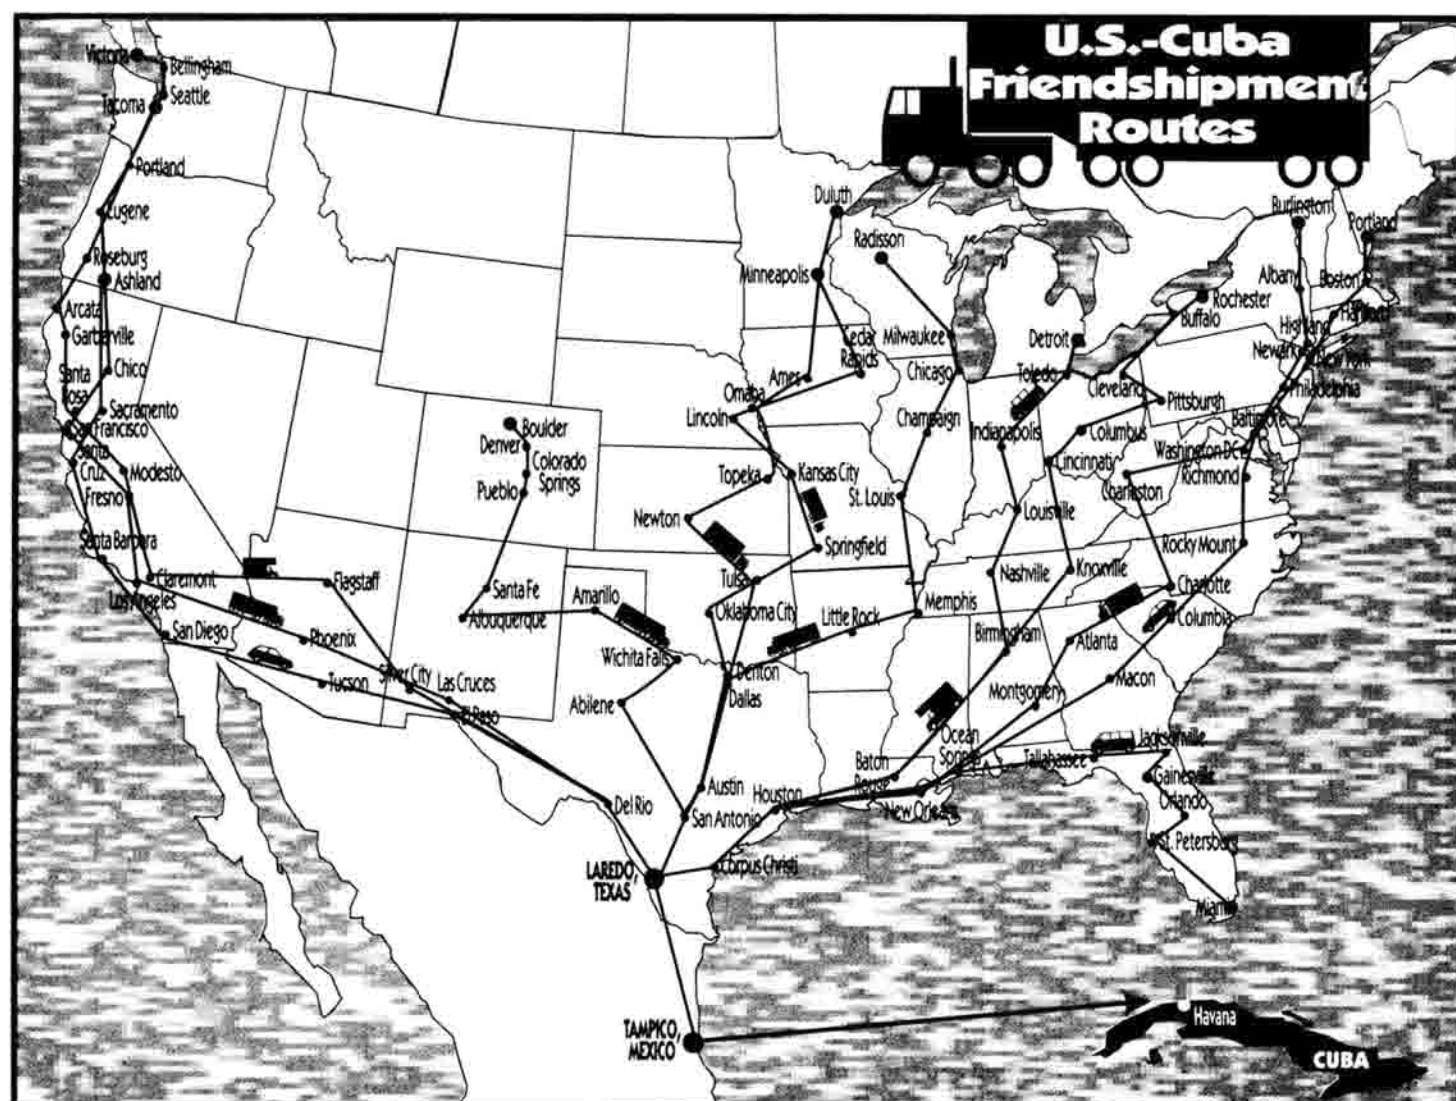 U.S.-Cuba
Friendshipment
Routes
Victoria
Bellingham
Seattle
Tacoma
Portland
Eugene
Roseburg
Ashland
Arcata
Garberville
Chico
Santa
Rosa
Sacramento
Francisco
Santa
Cruz
Modesto
Fresno
Santa Barbara
Claremont
Los Angeles
San Diego
Flagstaff
Phoenix
Tucson
Silver City
Las Cruces
El Paso
Del Rio
Boulder
Denver
Colorado
Springs
Pueblo
Santa Fe
Albuquerque
Amarillo
Wichita Falls
Abilene
Duluth
Radisson
Minneapolis
Cedar
Rapids
Ames
Omaha
Lincoln
Topeka
Kansas City
Newton
Springfield
Tulsa
Oklahoma City
Little Rock
Memphis
Denton
Dallas
Austin
San Antonio
Houston
Corpus Christi
LAREDO,
TEXAS
TAMPICO,
MEXICO
Milwaukee
Chicago
Champaign
St. Louis
Detroit
Toledo
Indianapolis
Louisville
Nashville
Birmingham
Baton
Rouge
Ocean
Springs
New Orleans
Burlington
Portland
Albany
Boston
Rochester
Buffalo
Hartford
Highland
Newark
New York
Cleveland
Pittsburgh
Philadelphia
Columbus
Baltimore
Cincinnati
Washington DC
Charleston
Richmond
Rocky Mount
Knoxville
Charlotte
Columbia
Atlanta
Macon
Montgomery
Tallahassee
Jacksonville
Gainesville
Orlando
St. Petersburg
Miami
Havana
CUBA